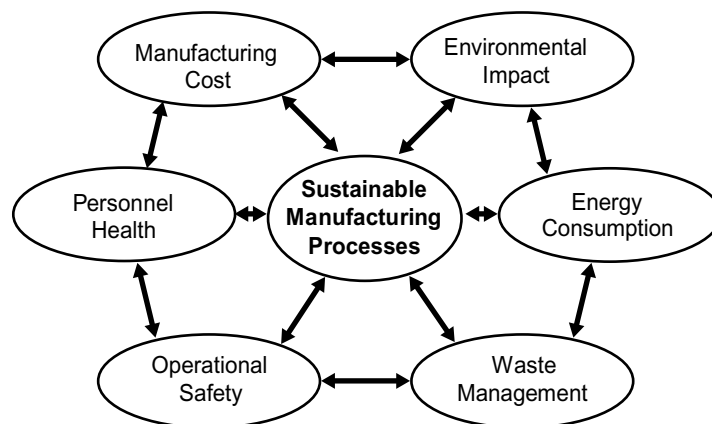 Manufacturing
Cost
Environmental
Impact
Personnel
Health
Sustainable
Manufacturing
Processes
Energy
Consumption
Operational
Safety
Waste
Management